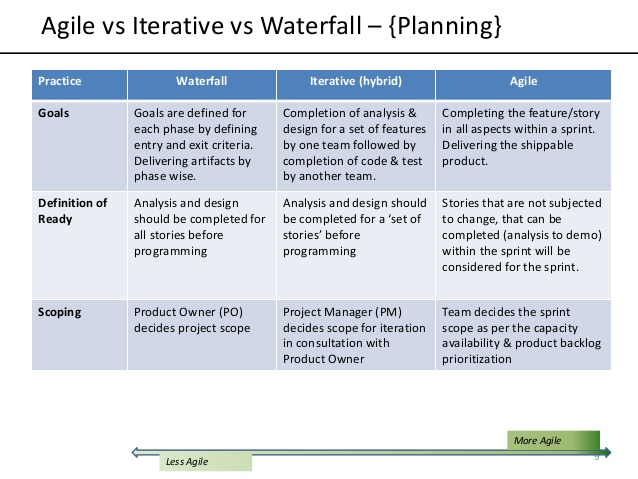 Agile vs Iterative vs Waterfall – {Planning}
Practice
Waterfall
Iterative (hybrid)
Agile
Goals
Goals are defined for
each phase by defining
entry and exit criteria.
Delivering artifacts by
phase wise.
Completion of analysis &
design for a set of features
by one team followed by
completion of code & test
by another team.
Completing the feature/story
in all aspects within a sprint.
Delivering the shippable
product.
Definition of
Ready
Analysis and design
should be completed for
all stories before
programming
Analysis and design should
be completed for a ‘set of
stories’ before
programming
Stories that are not subjected
to change, that can be
completed (analysis to demo)
within the sprint will be
considered for the sprint.
Scoping
Product Owner (PO)
decides project scope
Project Manager (PM)
decides scope for iteration
in consultation with
Product Owner
Team decides the sprint
scope as per the capacity
availability & product backlog
prioritization
More Agile
9
Less Agile